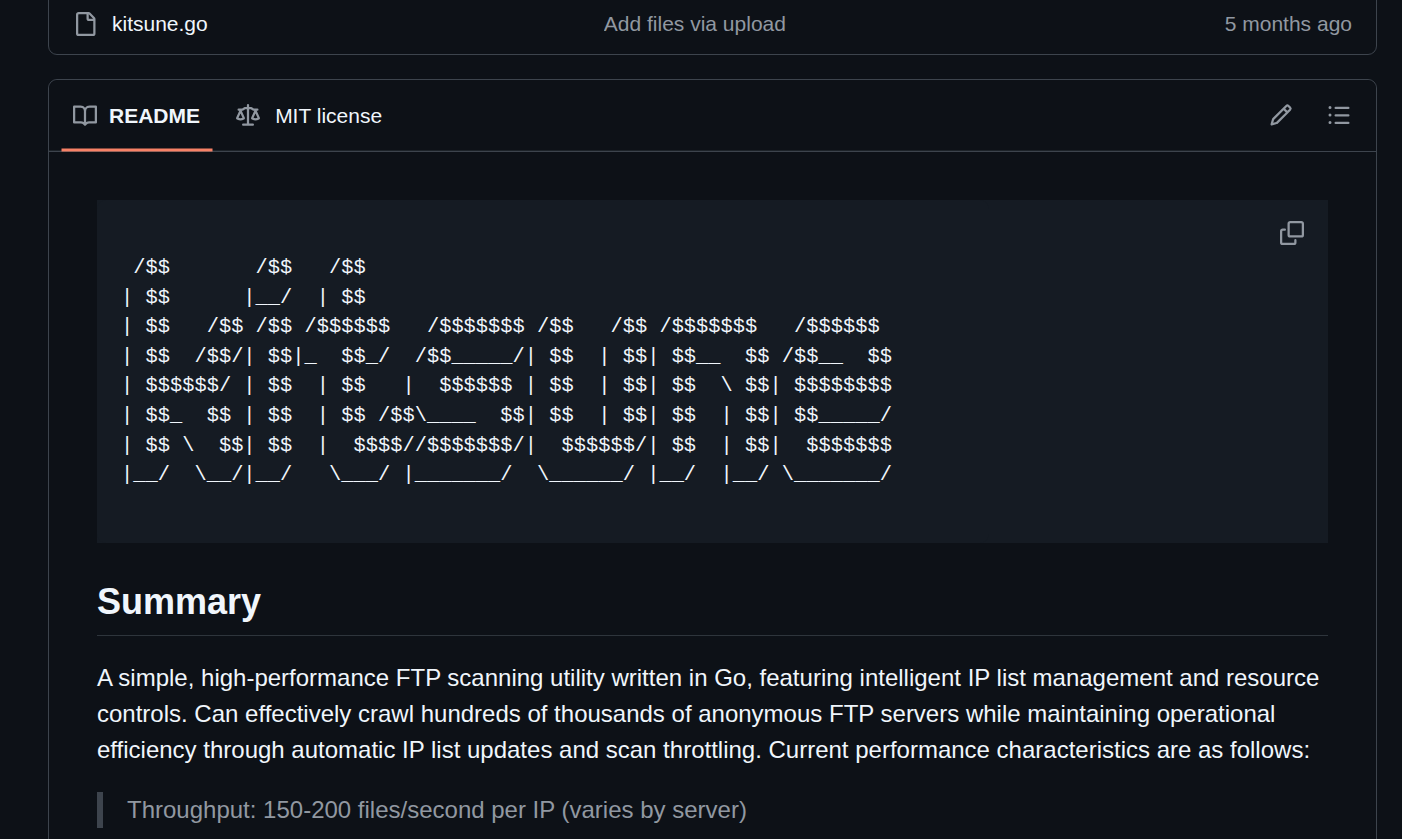 kitsune.go Add files via upload 5 months ago
README MIT license
 /$$       /$$   /$$
| $$      |__/  | $$
| $$   /$$ /$$ /$$$$$$   /$$$$$$$ /$$   /$$ /$$$$$$$   /$$$$$$
| $$  /$$/| $$|_  $$_/  /$$_____/| $$  | $$| $$__  $$ /$$__  $$
| $$$$$$/ | $$  | $$   |  $$$$$$ | $$  | $$| $$  \ $$| $$$$$$$$
| $$_  $$ | $$  | $$ /$$\____  $$| $$  | $$| $$  | $$| $$_____/
| $$ \  $$| $$  |  $$$$//$$$$$$$/|  $$$$$$/| $$  | $$|  $$$$$$$
|__/  \__/|__/   \___/ |_______/  \______/ |__/  |__/ \_______/
Summary
A simple, high-performance FTP scanning utility written in Go, featuring intelligent IP list management and resource
controls. Can effectively crawl hundreds of thousands of anonymous FTP servers while maintaining operational
efficiency through automatic IP list updates and scan throttling. Current performance characteristics are as follows:
Throughput: 150-200 files/second per IP (varies by server)